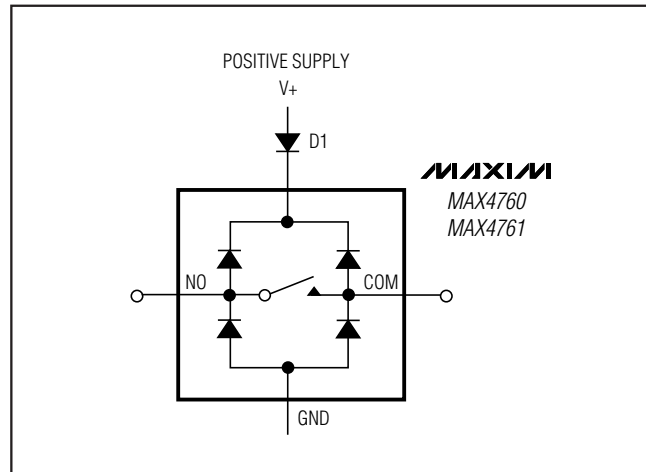 POSITIVE SUPPLY
V+
D1
MAXIM
MAX4760
MAX4761
NO
COM
GND